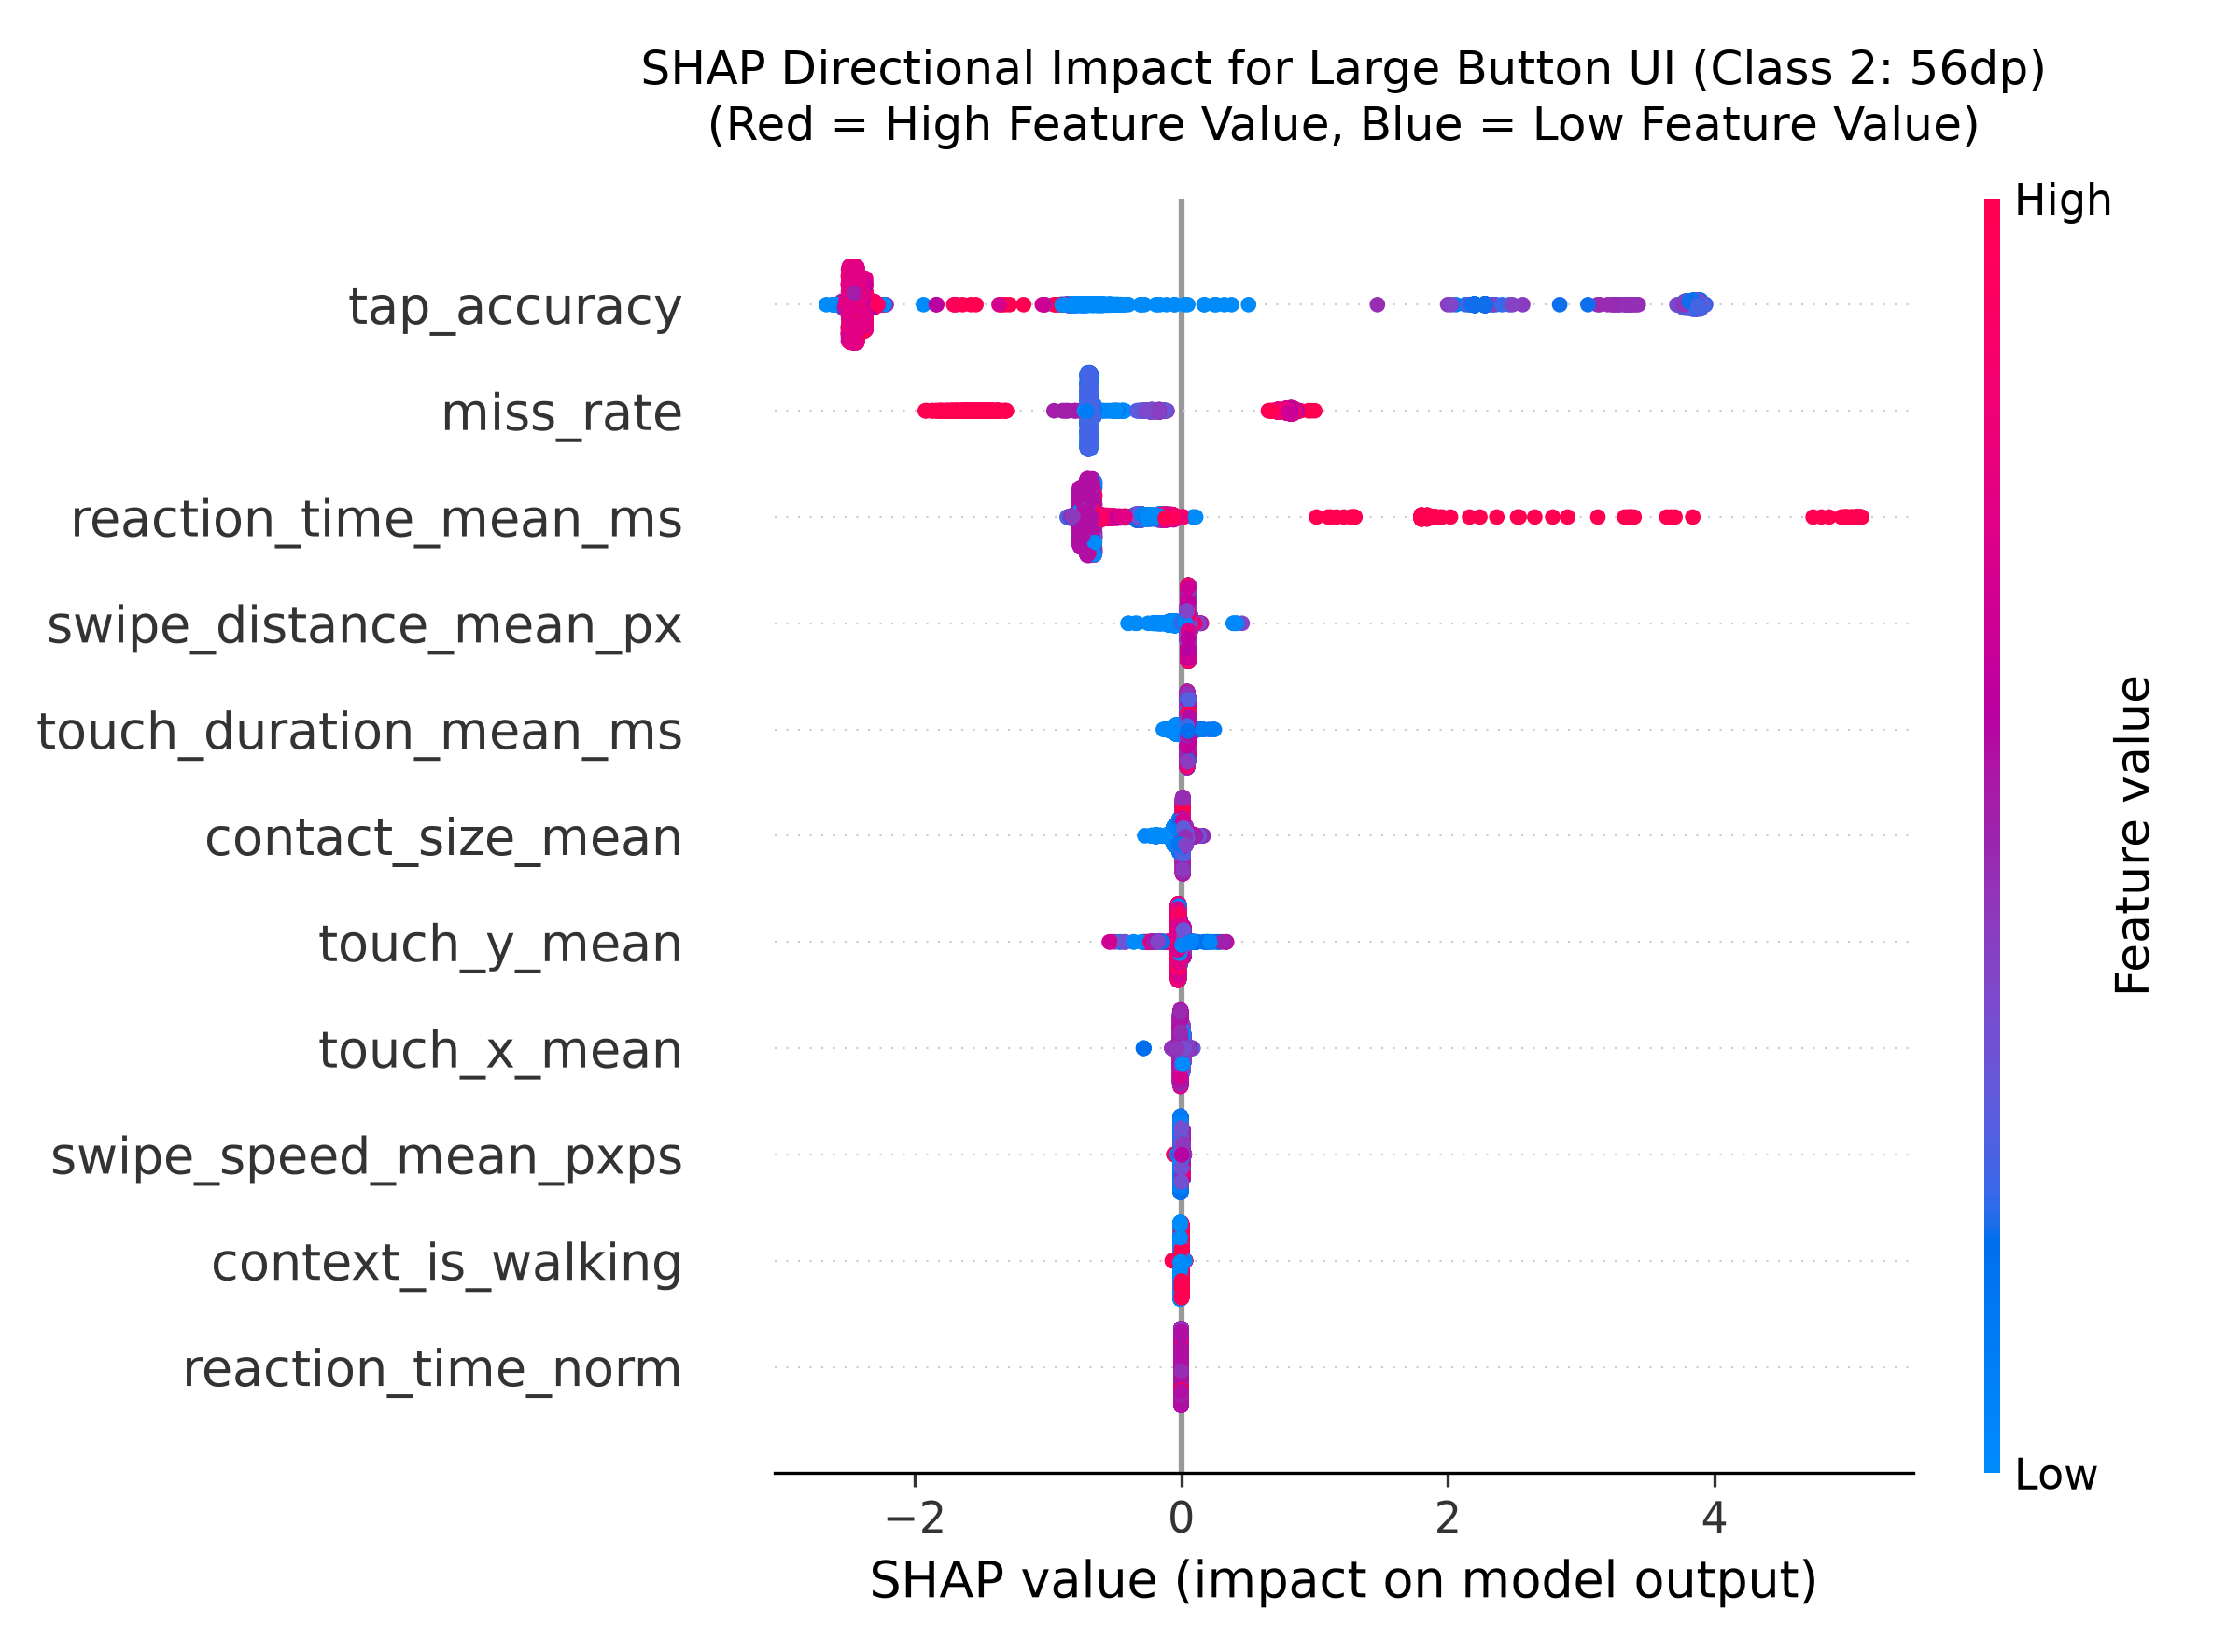 SHAP Directional Impact for Large Button UI (Class 2: 56dp)
(Red = High Feature Value, Blue = Low Feature Value)
High
tap_accuracy
miss_rate
reaction_time_mean_ms
swipe_distance_mean_px
touch_duration_mean_ms
contact_size_mean
touch_y_mean
touch_x_mean
swipe_speed_mean_pxps
context_is_walking
reaction_time_norm
Feature value
Low
−2 0 2 4
SHAP value (impact on model output)